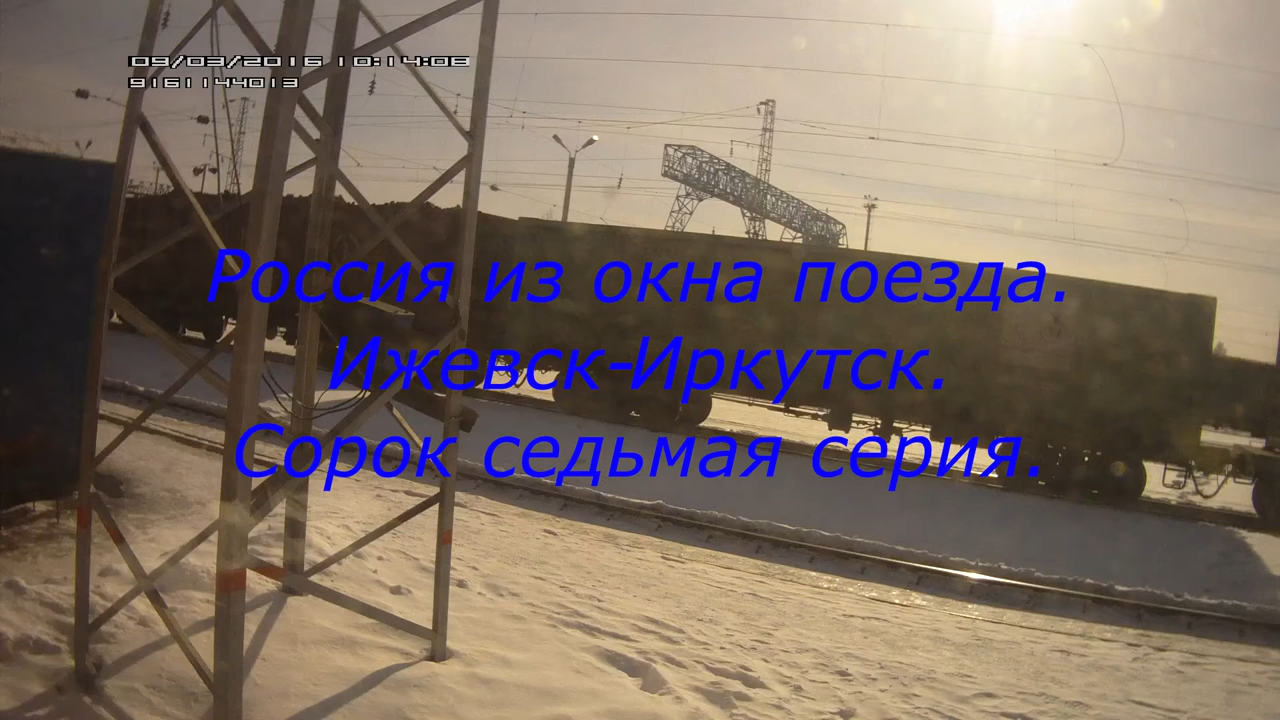 09/03/2016 10:14:08
9161144013
Россия из окна поезда.
Ижевск-Иркутск.
Сорок седьмая серия.